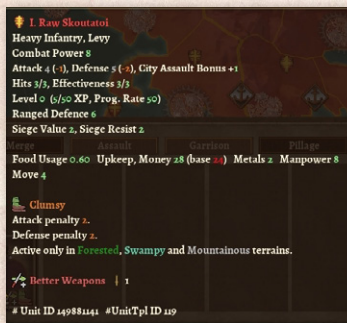 I. Raw Skoutatoi
Heavy Infantry, Levy
Combat Power 8
Attack 4 (-1), Defense 5 (-2), City Assault Bonus +1
Hits 3/3, Effectiveness 3/3
Level 0 (5/50 XP, Prog. Rate 50)
Ranged Defence 6
Siege Value 2, Siege Resist 2
Merge Assault Garrison Pillage
Food Usage 0.60 Upkeep, Money 28 (base 24) Metals 2 Manpower 8
Move 4
Clumsy
Attack penalty 2.
Defense penalty 2.
Active only in Forested, Swampy and Mountainous terrains.
Better Weapons 1
# Unit ID 149881141 #UnitTpl ID 119